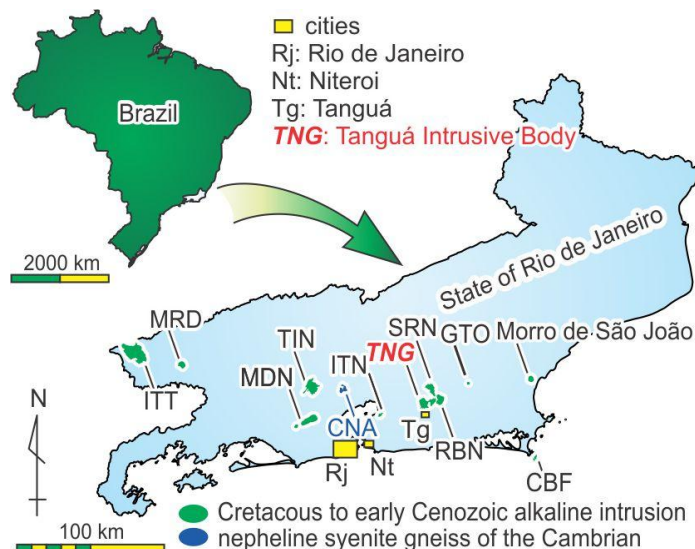 cities
Rj: Rio de Janeiro
Nt: Niteroi
Tg: Tanguá
TNG: Tanguá Intrusive Body
Brazil
2000 km
State of Rio de Janeiro
MRD
TIN
ITN
TNG
SRN
GTO
Morro de São João
ITT
MDN
CNA
Tg
RBN
Rj
Nt
CBF
N
100 km
Cretacous to early Cenozoic alkaline intrusion
nepheline syenite gneiss of the Cambrian